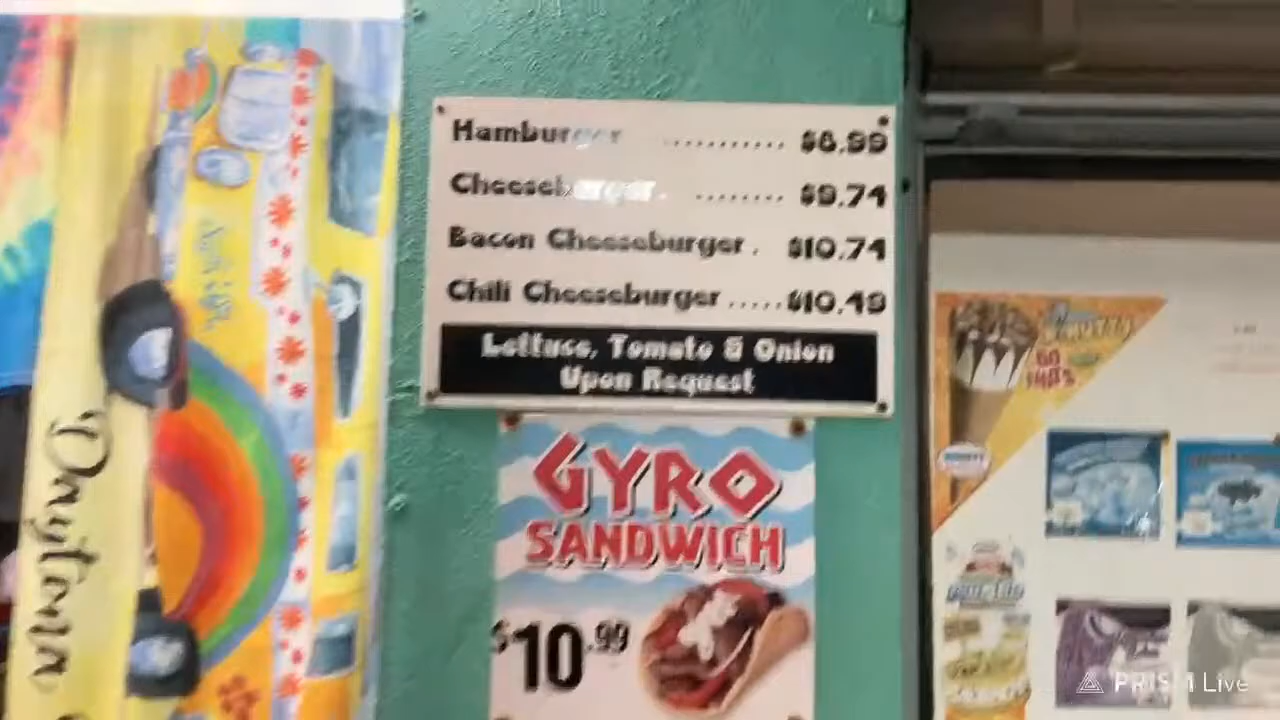 Hamburger ............ $8.99
Cheeseburger. ........ $9.74
Bacon Cheeseburger . $10.74
Chili Cheeseburger .....$10.49
Lettuce, Tomato & Onion
Upon Request
GYRO
SANDWICH
$10.99
Daytona
PRISM Live